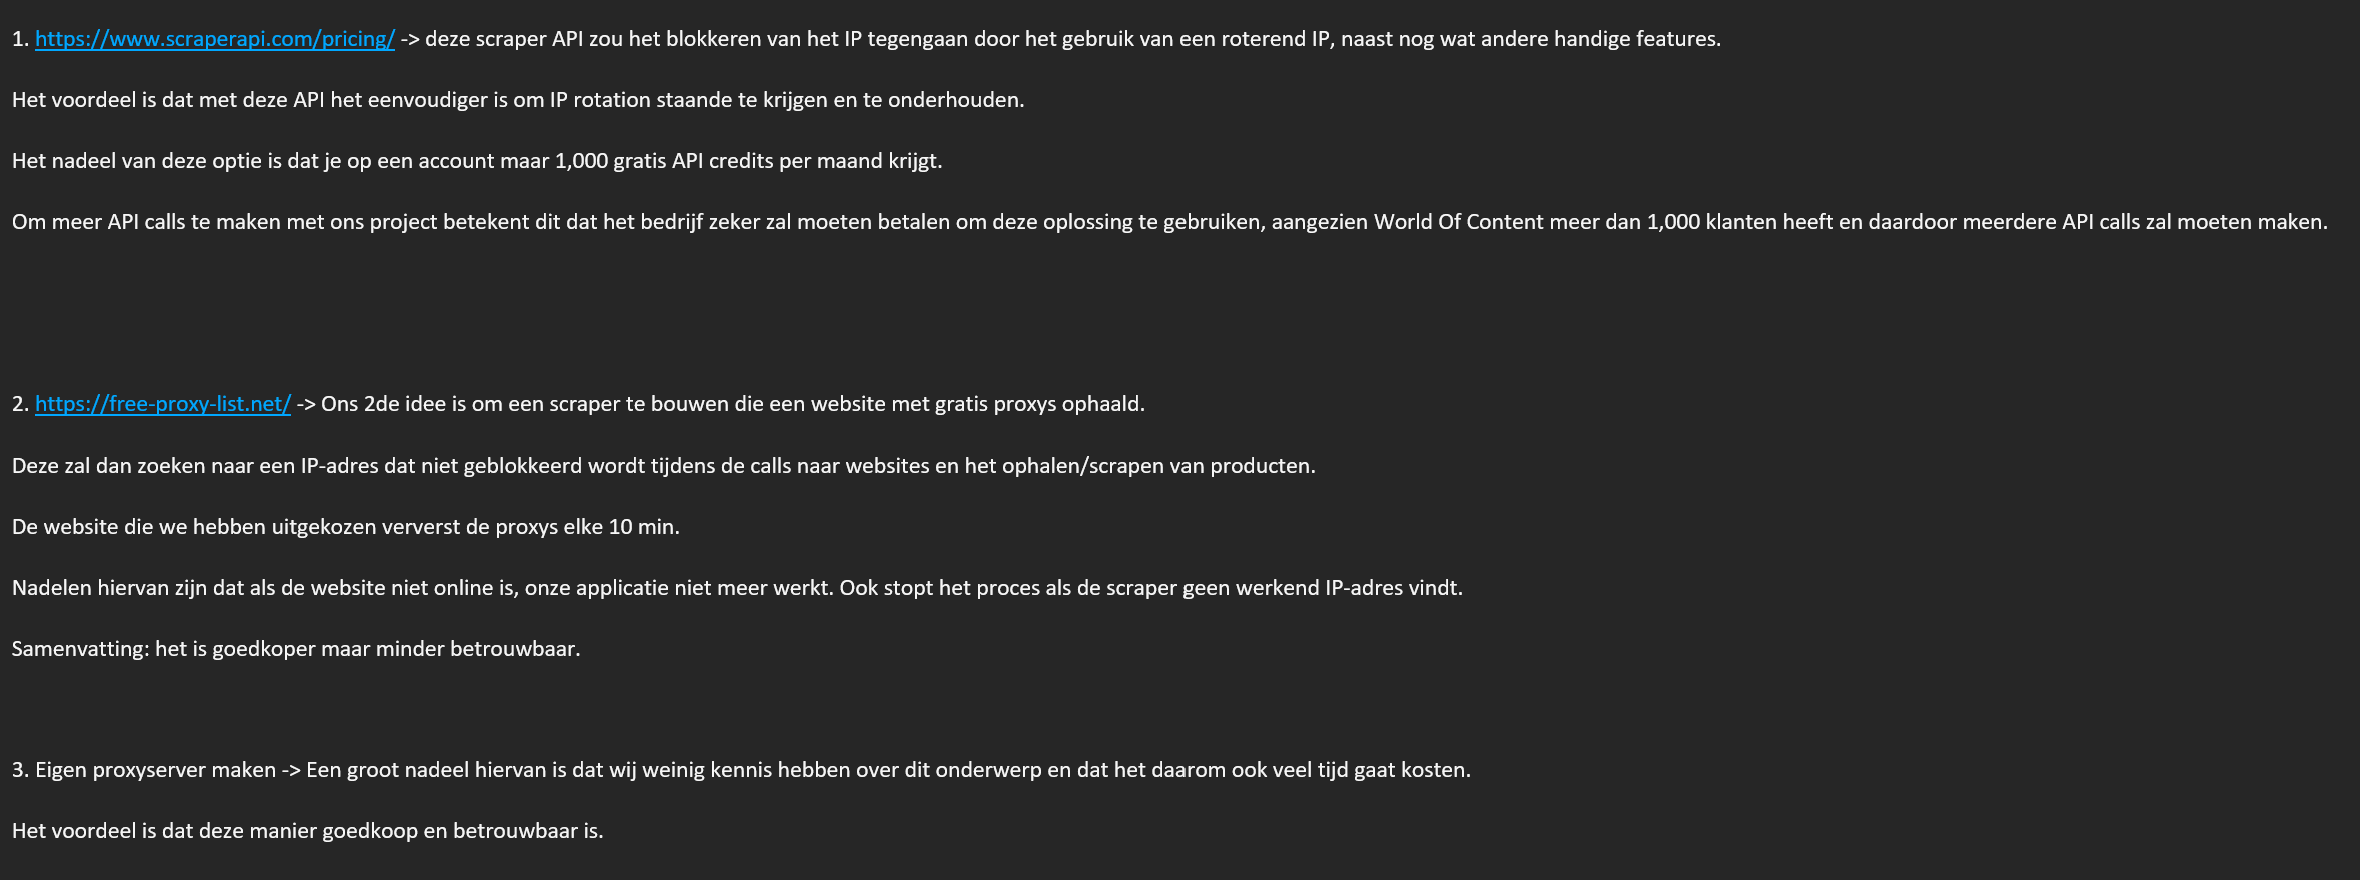 1. https://www.scraperapi.com/pricing/ -> deze scraper API zou het blokkeren van het IP tegengaan door het gebruik van een roterend IP, naast nog wat andere handige features.
Het voordeel is dat met deze API het eenvoudiger is om IP rotation staande te krijgen en te onderhouden.
Het nadeel van deze optie is dat je op een account maar 1,000 gratis API credits per maand krijgt.
Om meer API calls te maken met ons project betekent dit dat het bedrijf zeker zal moeten betalen om deze oplossing te gebruiken, aangezien World Of Content meer dan 1,000 klanten heeft en daardoor meerdere API calls zal moeten maken.
2. https://free-proxy-list.net/ -> Ons 2de idee is om een scraper te bouwen die een website met gratis proxys ophaald.
Deze zal dan zoeken naar een IP-adres dat niet geblokkeerd wordt tijdens de calls naar websites en het ophalen/scrapen van producten.
De website die we hebben uitgekozen ververst de proxys elke 10 min.
Nadelen hiervan zijn dat als de website niet online is, onze applicatie niet meer werkt. Ook stopt het proces als de scraper geen werkend IP-adres vindt.
Samenvatting: het is goedkoper maar minder betrouwbaar.
3. Eigen proxyserver maken -> Een groot nadeel hiervan is dat wij weinig kennis hebben over dit onderwerp en dat het daarom ook veel tijd gaat kosten.
Het voordeel is dat deze manier goedkoop en betrouwbaar is.